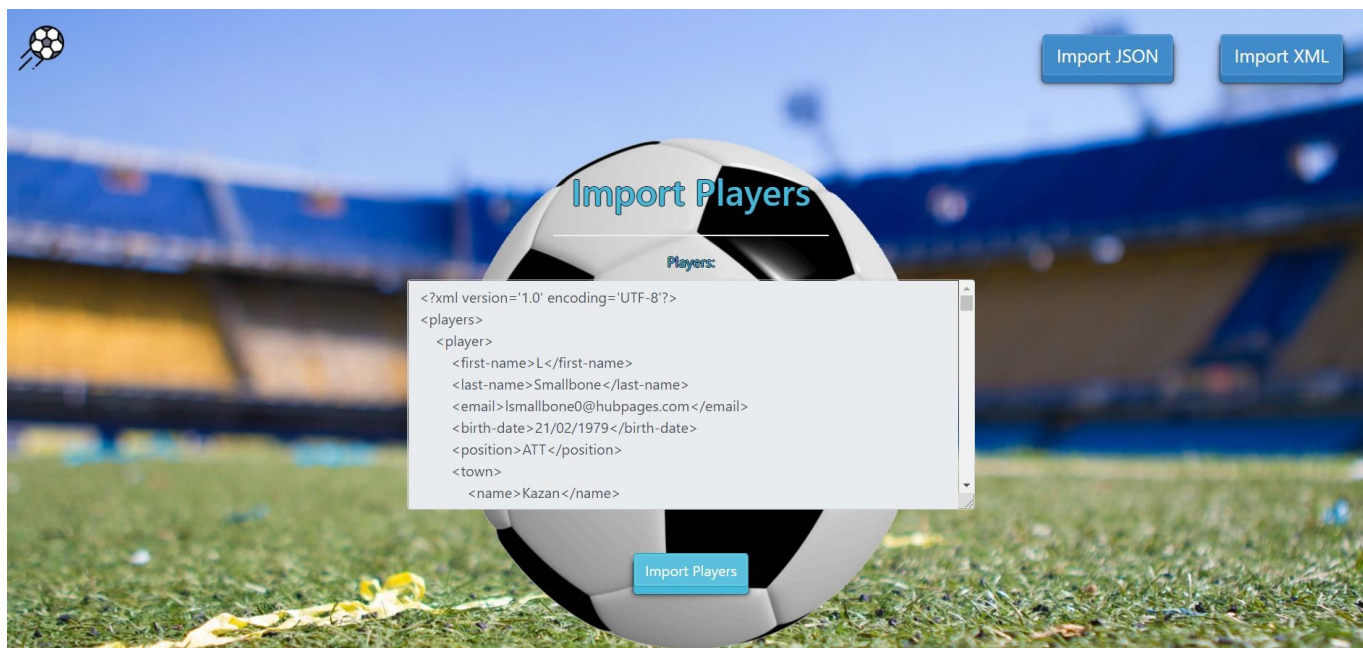 Import JSON
Import XML
Import Players
Players:
<?xml version='1.0' encoding='UTF-8'?>
<players>
<player>
<first-name>L</first-name>
<last-name>Smallbone</last-name>
<email>lsmallbone0@hubpages.com</email>
<birth-date>21/02/1979</birth-date>
<position>ATT</position>
<town>
<name>Kazan</name>
Import Players